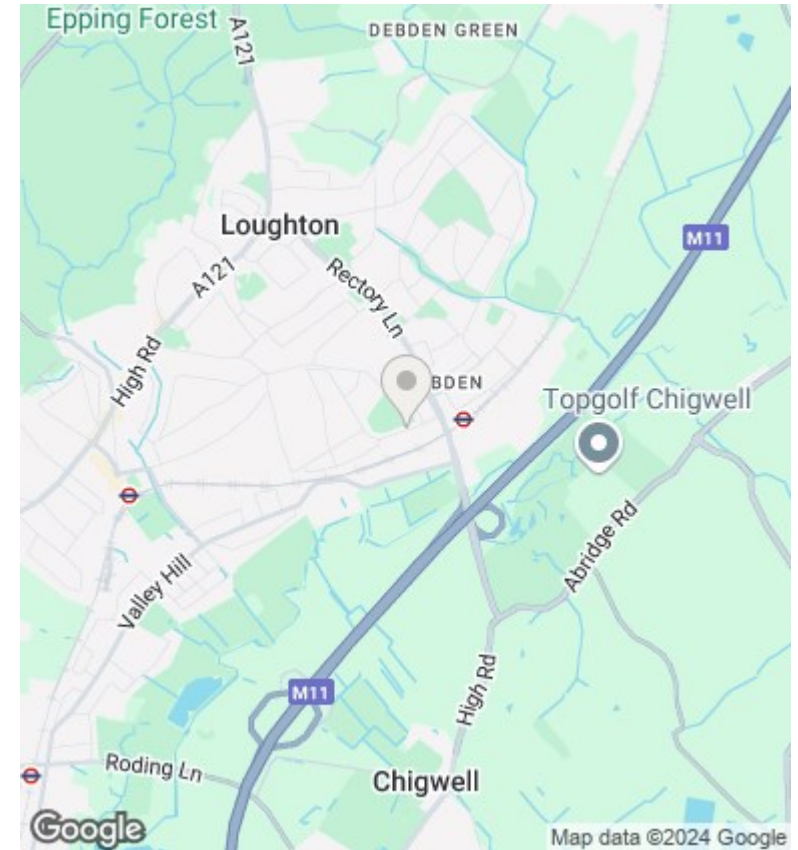 Epping Forest
A121
DEBDEN GREEN
Loughton
M11
A121
Rectory Ln
High Rd
BDEN
Topgolf Chigwell
Abridge Rd
Valley Hill
High Rd
M11
Roding Ln
Chigwell
Google
Map data ©2024 Google